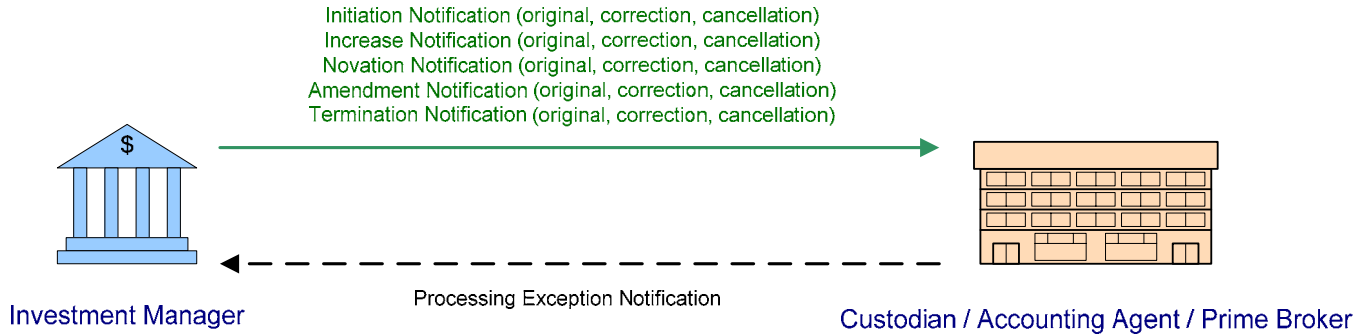 Initiation Notification (original, correction, cancellation)
Increase Notification (original, correction, cancellation)
Novation Notification (original, correction, cancellation)
Amendment Notification (original, correction, cancellation)
Termination Notification (original, correction, cancellation)
$
Processing Exception Notification
Investment Manager
Custodian / Accounting Agent / Prime Broker